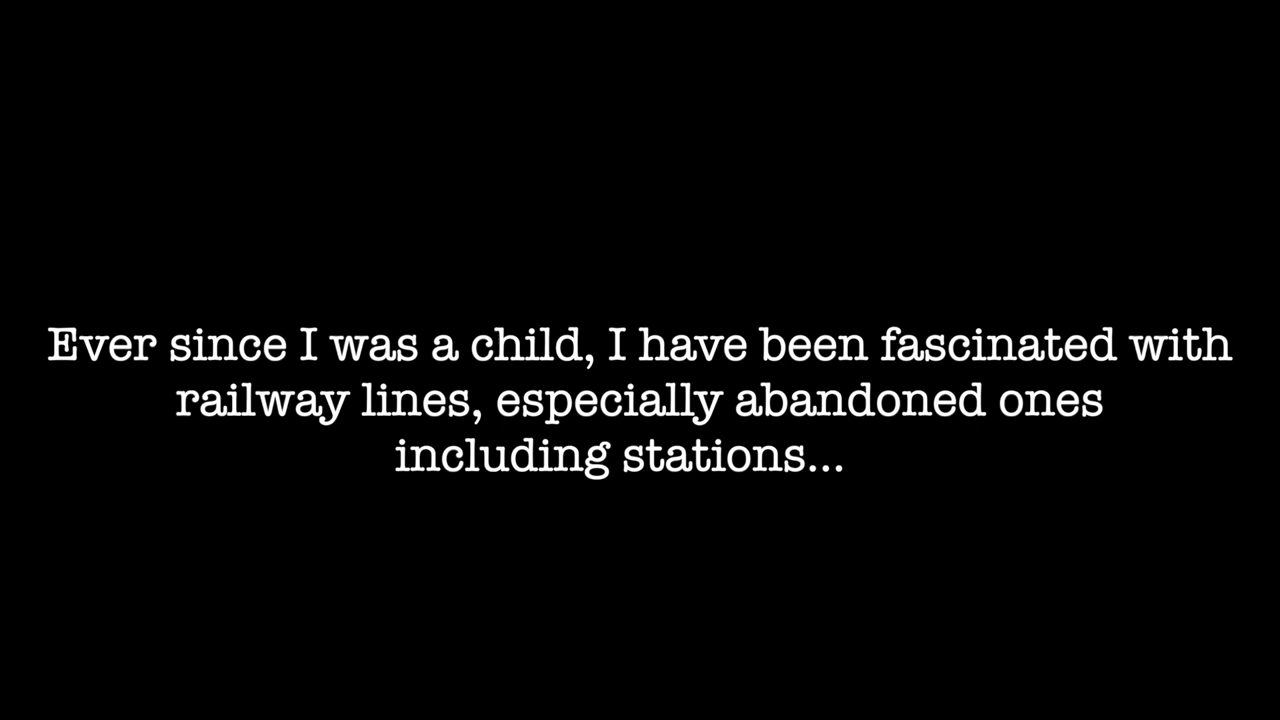 Ever since I was a child, I have been fascinated with
railway lines, especially abandoned ones
including stations...